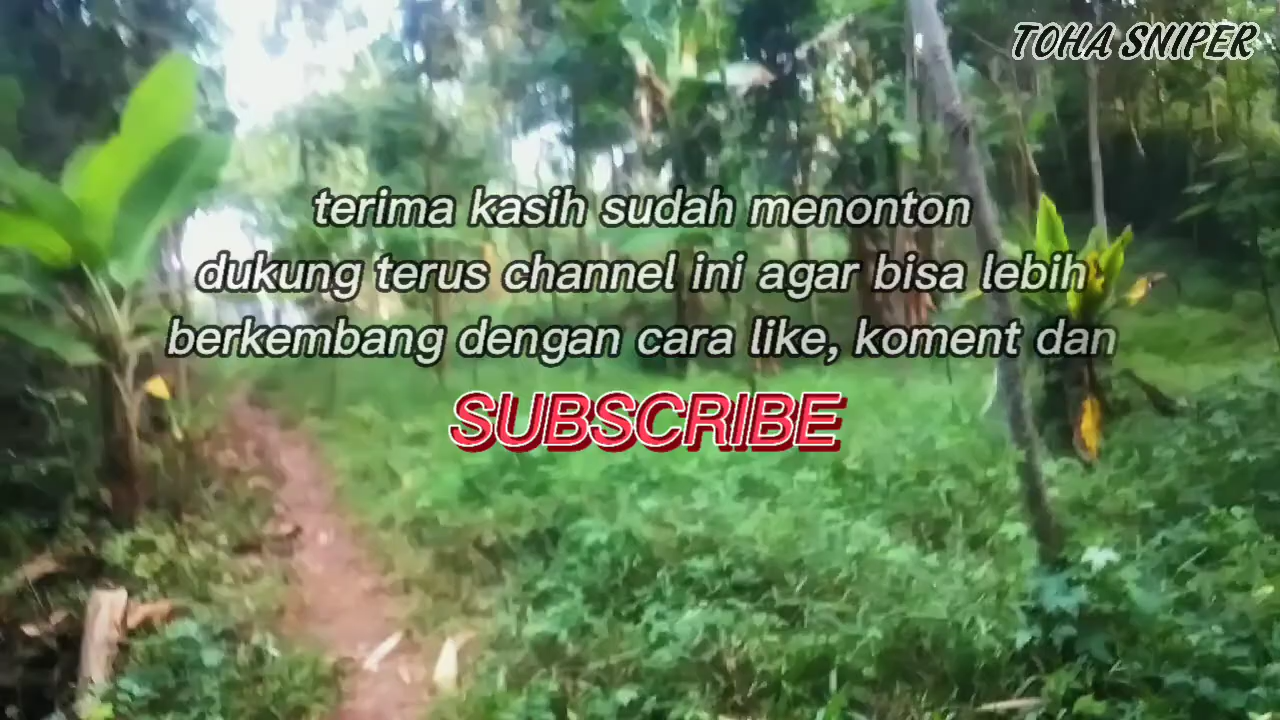 TOHA SNIPER
terima kasih sudah menonton
dukung terus channel ini agar bisa lebih
berkembang dengan cara like, koment dan
SUBSCRIBE